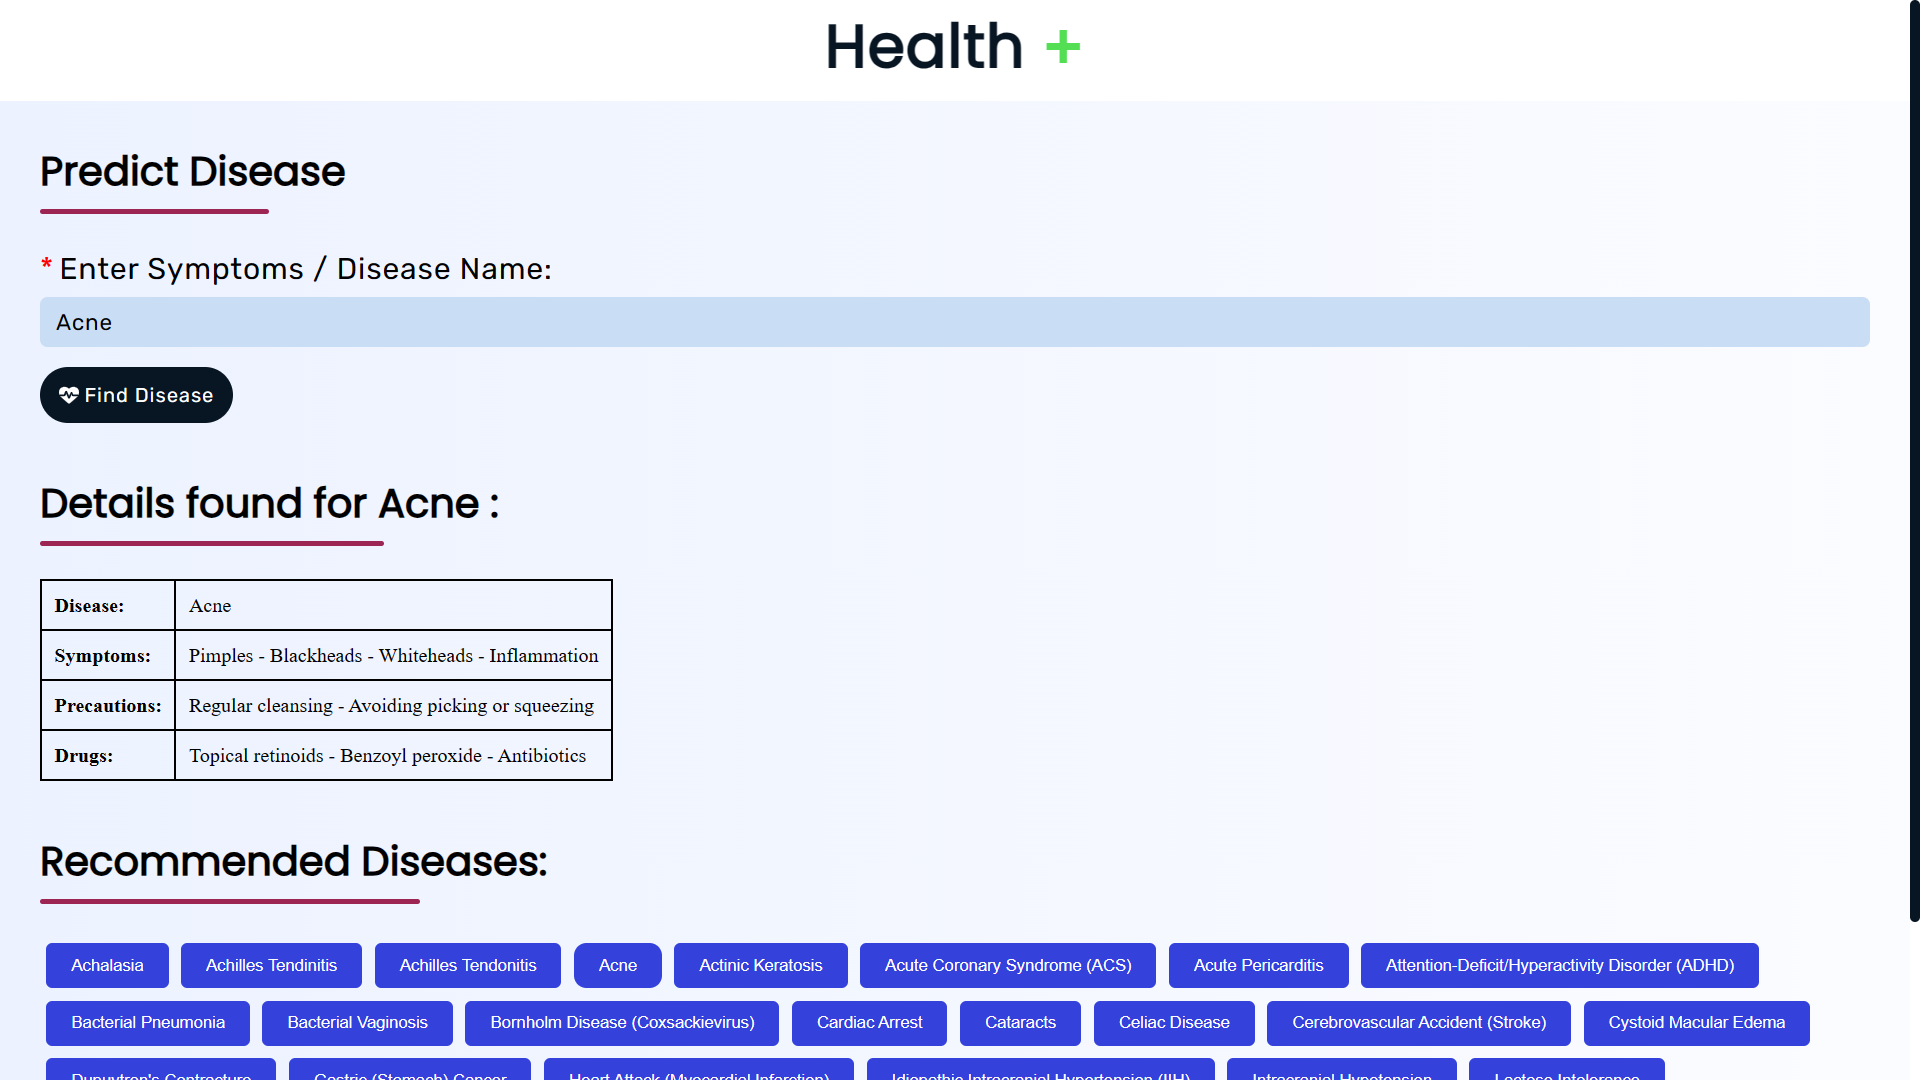 Health +
Predict Disease
* Enter Symptoms / Disease Name:
Acne
Find Disease
Details found for Acne :
Disease: Acne
Symptoms: Pimples - Blackheads - Whiteheads - Inflammation
Precautions: Regular cleansing - Avoiding picking or squeezing
Drugs: Topical retinoids - Benzoyl peroxide - Antibiotics
Recommended Diseases:
Achalasia Achilles Tendinitis Achilles Tendonitis Acne Actinic Keratosis Acute Coronary Syndrome (ACS) Acute Pericarditis Attention-Deficit/Hyperactivity Disorder (ADHD)
Bacterial Pneumonia Bacterial Vaginosis Bornholm Disease (Coxsackievirus) Cardiac Arrest Cataracts Celiac Disease Cerebrovascular Accident (Stroke) Cystoid Macular Edema
Dupuytren's Contracture Gastric (Stomach) Cancer Heart Attack (Myocardial Infarction) Idiopathic Intracranial Hypertension (IIH) Intracranial Hypotension Lactose Intolerance